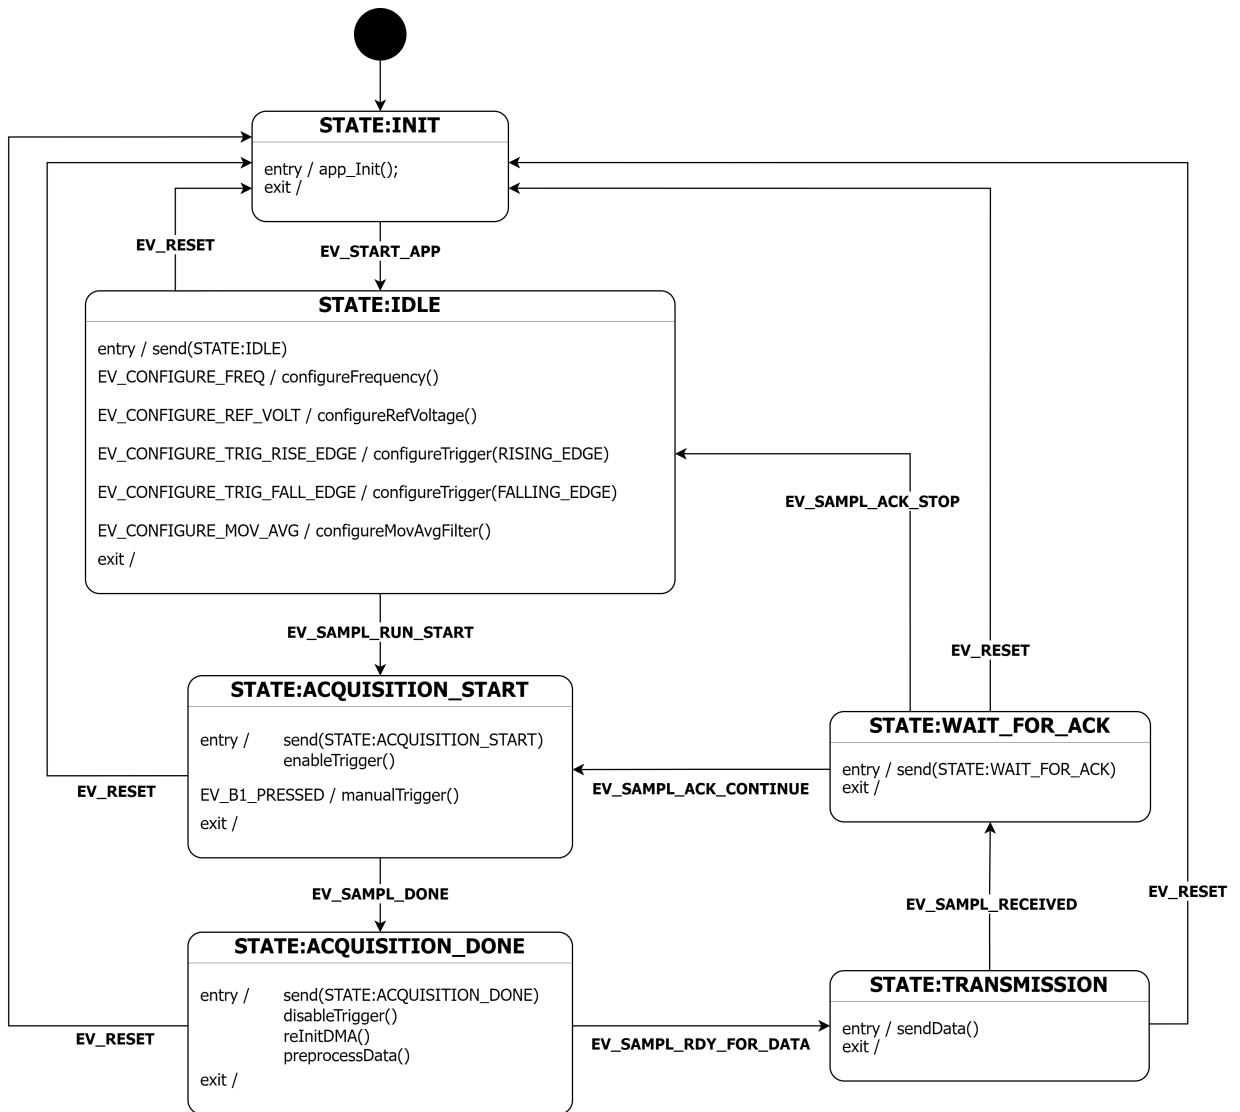 STATE:INIT
entry / app_Init();
exit /
EV_RESET
EV_START_APP
STATE:IDLE
entry / send(STATE:IDLE)
EV_CONFIGURE_FREQ / configureFrequency()
EV_CONFIGURE_REF_VOLT / configureRefVoltage()
EV_CONFIGURE_TRIG_RISE_EDGE / configureTrigger(RISING_EDGE)
EV_CONFIGURE_TRIG_FALL_EDGE / configureTrigger(FALLING_EDGE)
EV_CONFIGURE_MOV_AVG / configureMovAvgFilter()
exit /
EV_SAMPL_ACK_STOP
EV_SAMPL_RUN_START
EV_RESET
STATE:ACQUISITION_START
entry / send(STATE:ACQUISITION_START)
enableTrigger()
EV_B1_PRESSED / manualTrigger()
exit /
EV_RESET
STATE:WAIT_FOR_ACK
entry / send(STATE:WAIT_FOR_ACK)
exit /
EV_SAMPL_ACK_CONTINUE
EV_SAMPL_DONE
EV_SAMPL_RECEIVED
EV_RESET
STATE:ACQUISITION_DONE
entry / send(STATE:ACQUISITION_DONE)
disableTrigger()
reInitDMA()
preprocessData()
exit /
EV_RESET
EV_SAMPL_RDY_FOR_DATA
STATE:TRANSMISSION
entry / sendData()
exit /